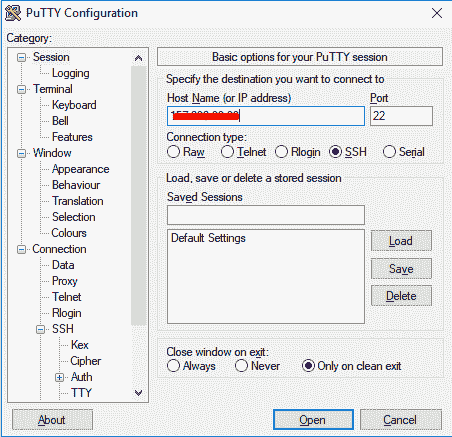 PuTTY Configuration
Category:
Session
Logging
Terminal
Keyboard
Bell
Features
Window
Appearance
Behaviour
Translation
Selection
Colours
Connection
Data
Proxy
Telnet
Rlogin
SSH
Kex
Cipher
Auth
TTY
Basic options for your PuTTY session
Specify the destination you want to connect to
Host Name (or IP address) Port
22
Connection type:
Raw Telnet Rlogin SSH Serial
Load, save or delete a stored session
Saved Sessions
Default Settings
Load
Save
Delete
Close window on exit:
Always Never Only on clean exit
About Open Cancel